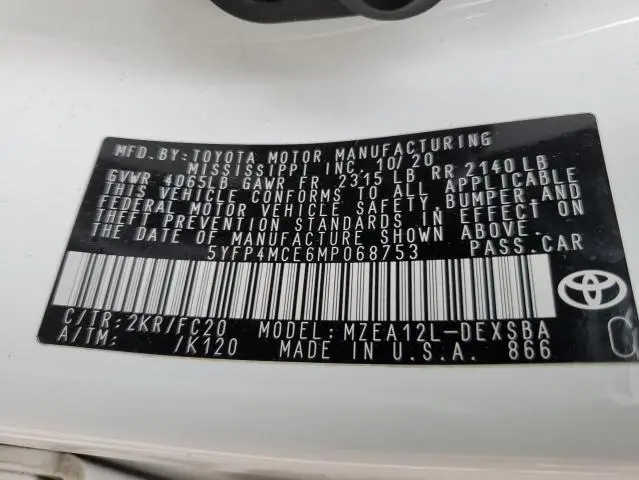 MFD.BY:TOYOTA MOTOR MANUFACTURING
MISSISSIPPI INC. 10/20
GVWR 4065LB GAWR FR 2315 LB RR 2140LB
THIS VEHICLE CONFORMS TO ALL APPLICABLE
FEDERAL MOTOR VEHICLE SAFETY,BUMPER,AND
THEFT PREVENTION STANDARDS IN EFFECT ON
THE DATE OF MANUFACTURE SHOWN ABOVE.
5YFP4MCE6MP068753 PASS.CAR
C/TR:2KR/FC20 MODEL:MZEA12L-DEXSBA
A/TM: /K120 MADE IN U.S.A. 866